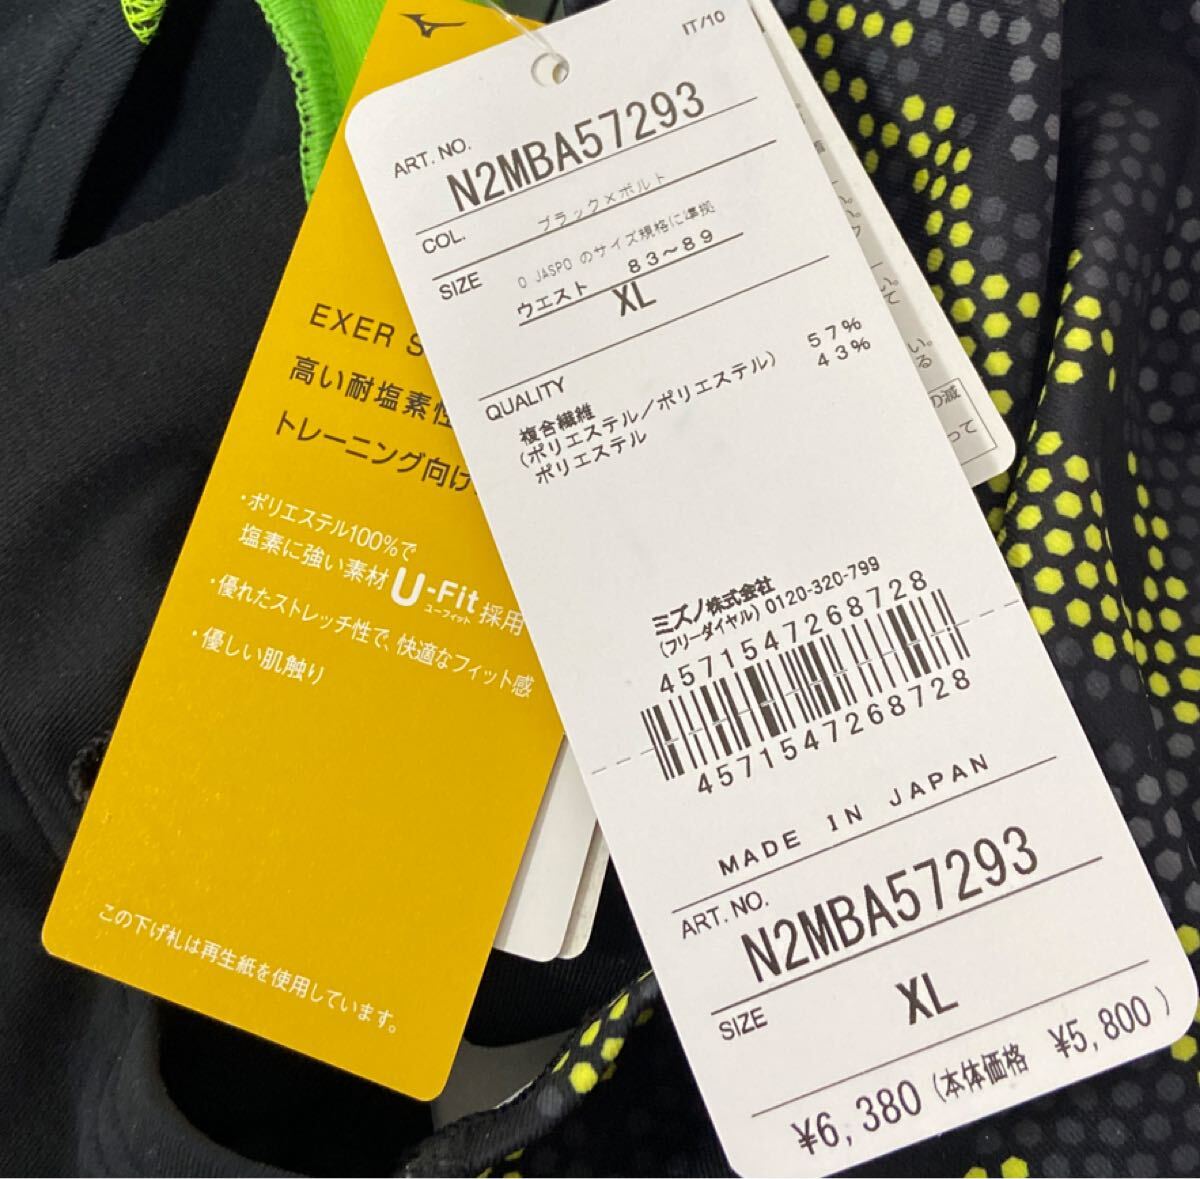 IT/10
ART. NO.
N2MBA57293
COL.
ブラック×ボルト
SIZE
O JASPO のサイズ規格に準拠
ウエスト 83〜89
XL
QUALITY
複合繊維
(ポリエステル/ポリエステル) 57%
ポリエステル 43%
ミズノ株式会社
(フリーダイヤル) 0120-320-799
4571547268728
4571547268728
MADE IN JAPAN
ART. NO.
N2MBA57293
SIZE
XL
¥6,380 (本体価格 ¥5,800)
EXER S
高い耐塩素性
トレーニング向け
・ポリエステル100%で
塩素に強い素材 U-Fit 採用
ユーフィット
・優れたストレッチ性で、快適なフィット感
・優しい肌触り
この下げ札は再生紙を使用しています。
て
い。
る
の滅
って